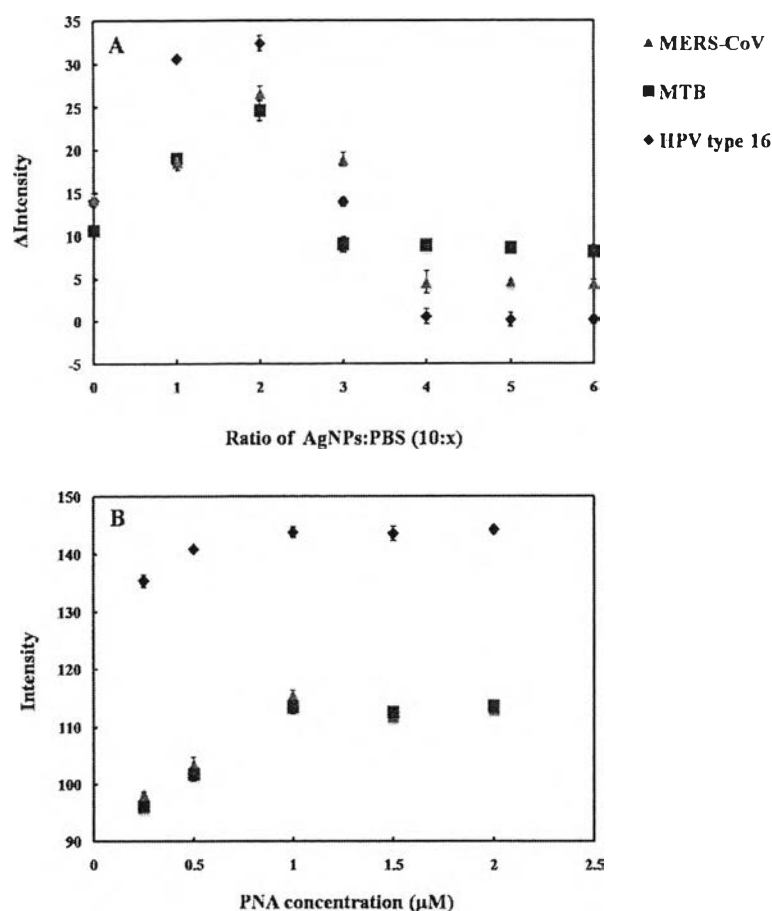 A
35
30
25
20
15
10
5
0
-5
ΔIntensity
0 1 2 3 4 5 6
Ratio of AgNPs:PBS (10:x)
MERS-CoV
MTB
HPV type 16
B
150
140
130
120
110
100
90
Intensity
0 0.5 1 1.5 2 2.5
PNA concentration (μM)